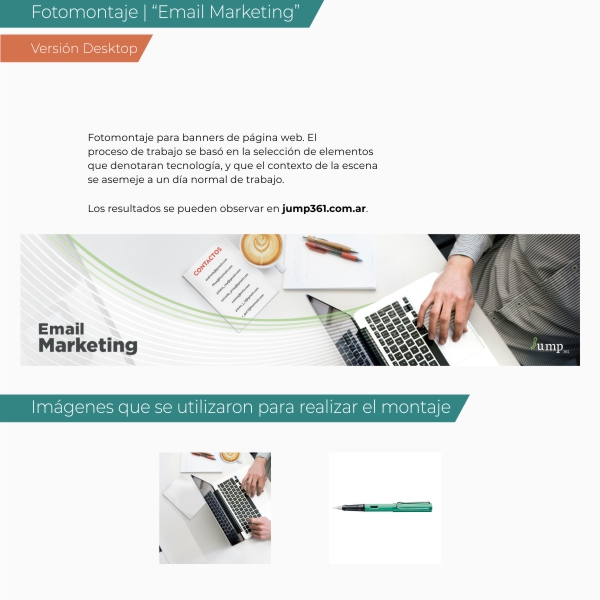 Fotomontaje | “Email Marketing”
Versión Desktop
Fotomontaje para banners de página web. El
proceso de trabajo se basó en la selección de elementos
que denotaran tecnología, y que el contexto de la escena
se asemeje a un día normal de trabajo.
Los resultados se pueden observar en jump361.com.ar.
CONTACTOS
Email
Marketing
Jump
361
Imágenes que se utilizaron para realizar el montaje